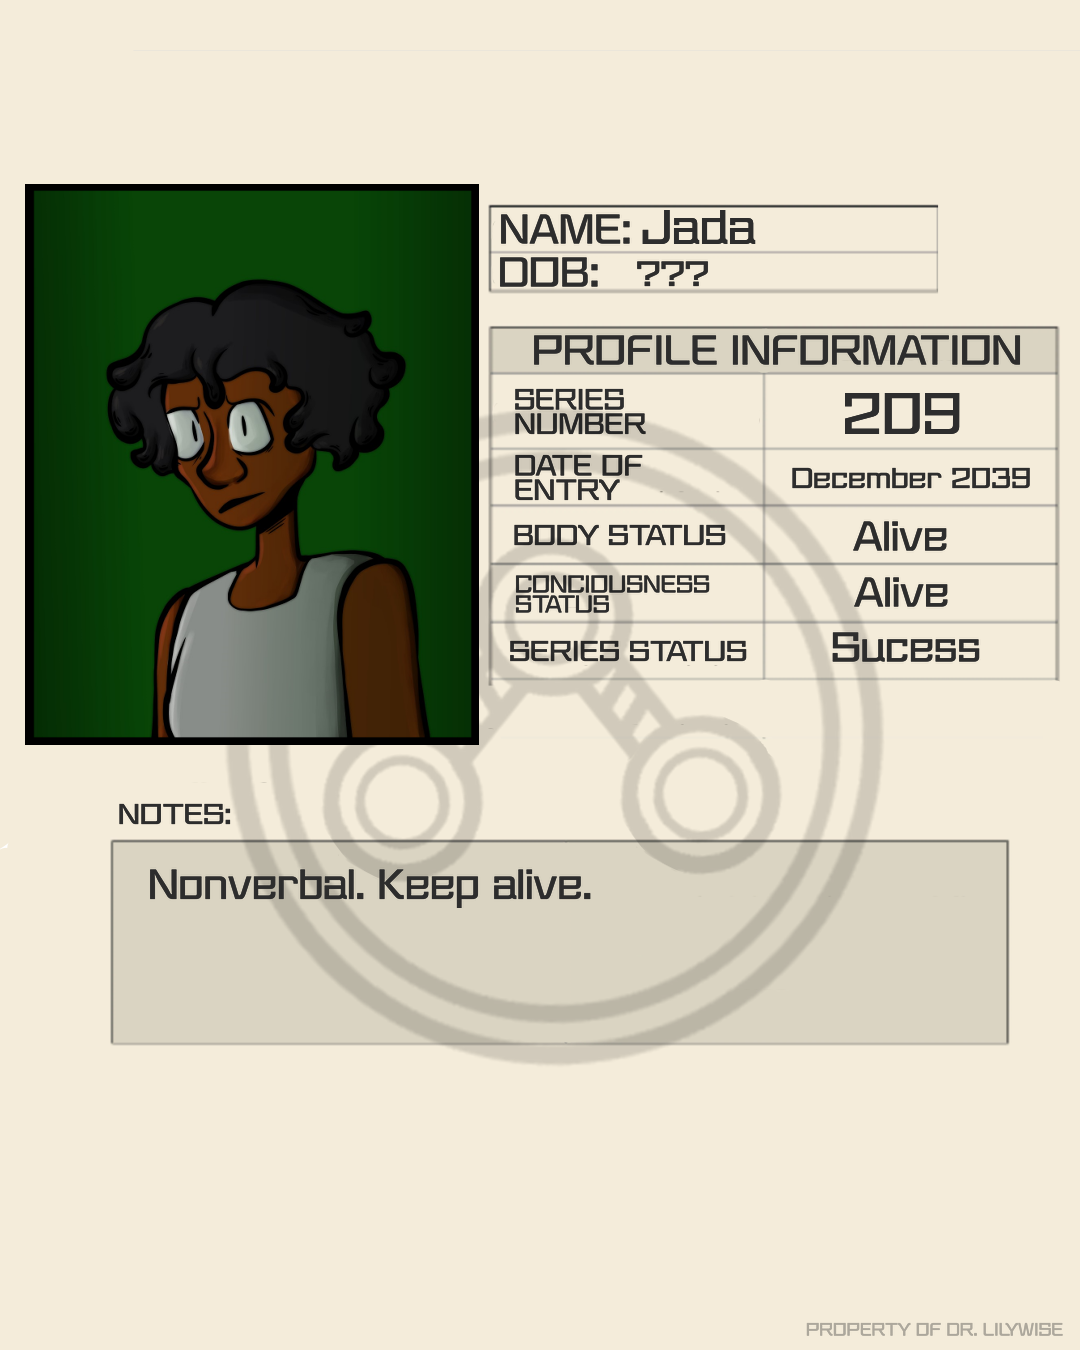 NAME: Jada
DOB: ???
PROFILE INFORMATION
SERIES
NUMBER
209
DATE OF
ENTRY
December 2039
BODY STATUS
Alive
CONCIOUSNESS
STATUS
Alive
SERIES STATUS
Sucess
NOTES:
Nonverbal. Keep alive.
PROPERTY OF DR. LILYWISE